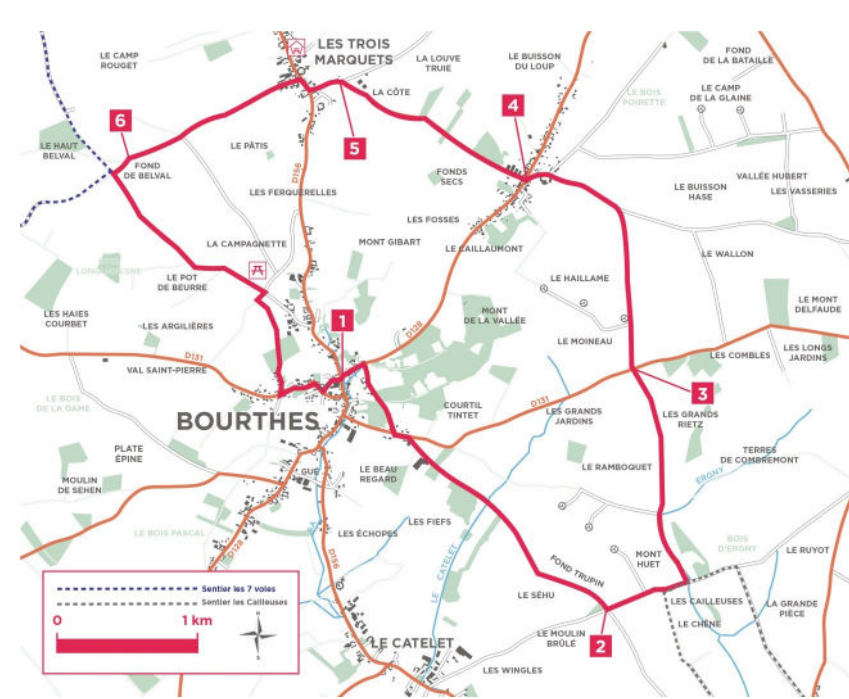 LES TROIS
MARQUETS
LE CAMP
ROUGET
LA LOUVE
TRUIE
LE BUISSON
DU LOUP
FOND
DE LA BATAILLE
LA CÔTE
LE BOIS
POIRETTE
LE CAMP
DE LA GLAINE
4
6
5
LE HAUT
BELVAL
LE PÂTIS
D156
FOND
DE BELVAL
FONDS
SECS
VALLÉE HUBERT
LE BUISSON
HASE
LES VASSERIES
LES FERQUERELLES
LES FOSSES
LA CAMPAGNETTE
MONT GIBART
LE CAILLAUMONT
LE WALLON
LE POT
DE BEURRE
LE HAILLAME
LE MONT
DELFAUDE
LES HAIES
COURBET
LES ARGILIÈRES
1
MONT
DE LA VALLÉE
D128
LE MOINEAU
D131
VAL SAINT-PIERRE
LES COMBLES
LES LONGS
JARDINS
3
LE BOIS
DE LA GAME
BOURTHES
COURTIL
TINTET
D131
LES GRANDS
JARDINS
LES GRANDS
RIETZ
PLATE
ÉPINE
TERRES
DE COMBREMONT
MOULIN
DE SEHEN
GUÉ
LE BEAU
REGARD
LE RAMBOQUET
ERGNY
LES FIEFS
LES ÉCHOPES
LE BOIS PASCAL
D128
AA
D156
LE CATELET
BOIS
D'ERGNY
LE RUYOT
MONT
HUET
FOND TRUPIN
LE SÉHU
LES CAILLEUSES
LA GRANDE
PIÈCE
LE CHÊNE
2
LE MOULIN
BRÛLÉ
LE CATELET
LES WINGLES
Sentier les 7 voies
Sentier les Cailleuses
0 1 km
N